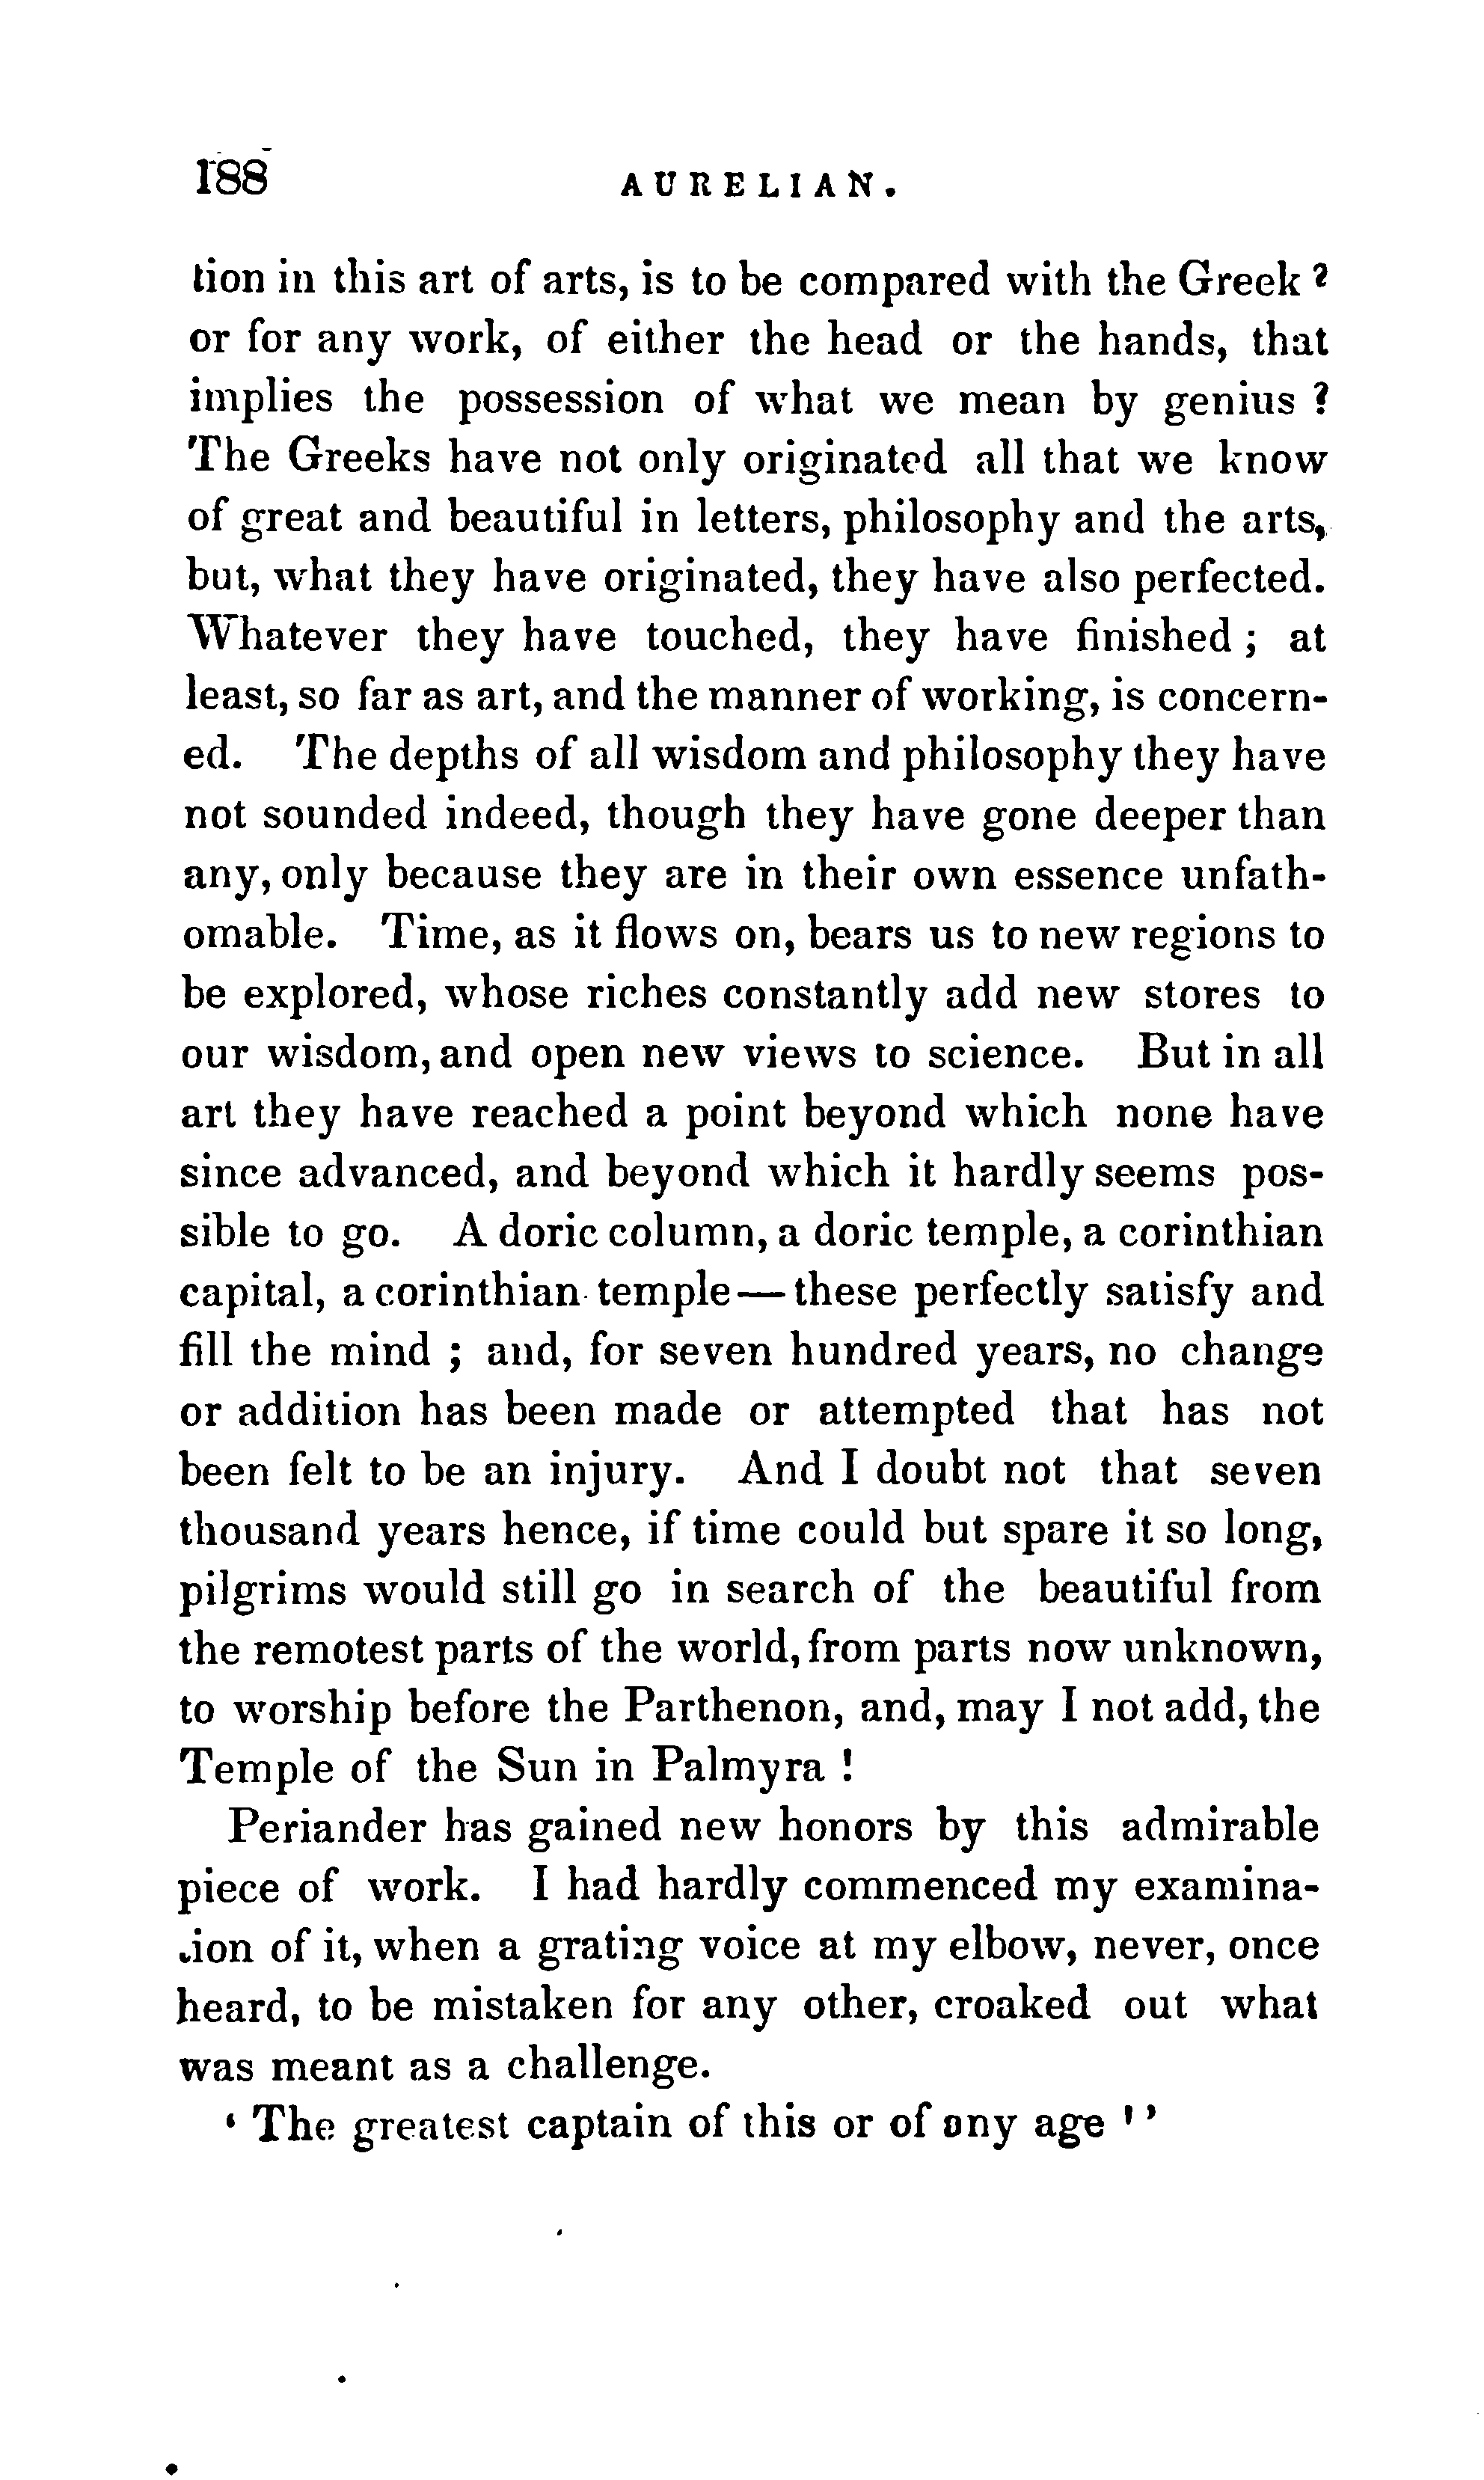 188 AURELIAN.
tion in this art of arts, is to be compared with the Greek ?
or for any work, of either the head or the hands, that
implies the possession of what we mean by genius ?
The Greeks have not only originated all that we know
of great and beautiful in letters, philosophy and the arts,
but, what they have originated, they have also perfected.
Whatever they have touched, they have finished ; at
least, so far as art, and the manner of working, is concern-
ed. The depths of all wisdom and philosophy they have
not sounded indeed, though they have gone deeper than
any, only because they are in their own essence unfath-
omable. Time, as it flows on, bears us to new regions to
be explored, whose riches constantly add new stores to
our wisdom, and open new views to science. But in all
art they have reached a point beyond which none have
since advanced, and beyond which it hardly seems pos-
sible to go. A doric column, a doric temple, a corinthian
capital, a corinthian temple—these perfectly satisfy and
fill the mind ; and, for seven hundred years, no change
or addition has been made or attempted that has not
been felt to be an injury. And I doubt not that seven
thousand years hence, if time could but spare it so long,
pilgrims would still go in search of the beautiful from
the remotest parts of the world, from parts now unknown,
to worship before the Parthenon, and, may I not add, the
Temple of the Sun in Palmyra !
Periander has gained new honors by this admirable
piece of work. I had hardly commenced my examina-
tion of it, when a grating voice at my elbow, never, once
heard, to be mistaken for any other, croaked out what
was meant as a challenge.
‘ The greatest captain of this or of any age !’